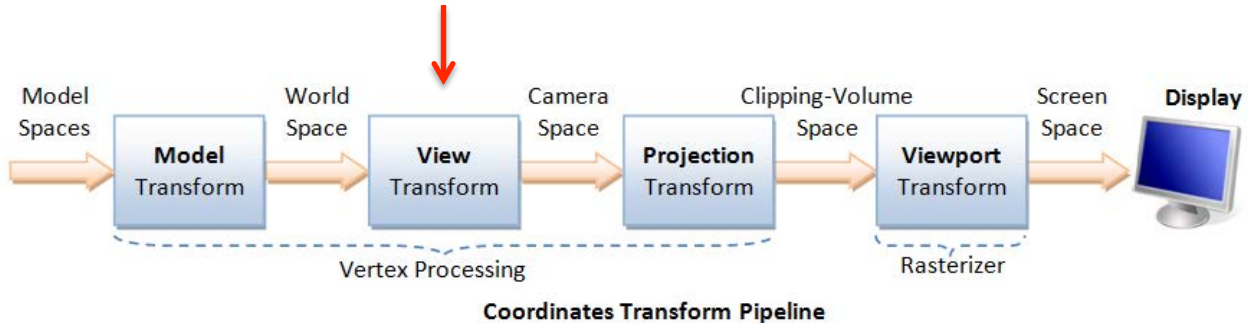 Model
Spaces
Model
Transform
World
Space
View
Transform
Camera
Space
Projection
Transform
Clipping-Volume
Space
Viewport
Transform
Screen
Space
Display
Vertex Processing
Rasterizer
Coordinates Transform Pipeline